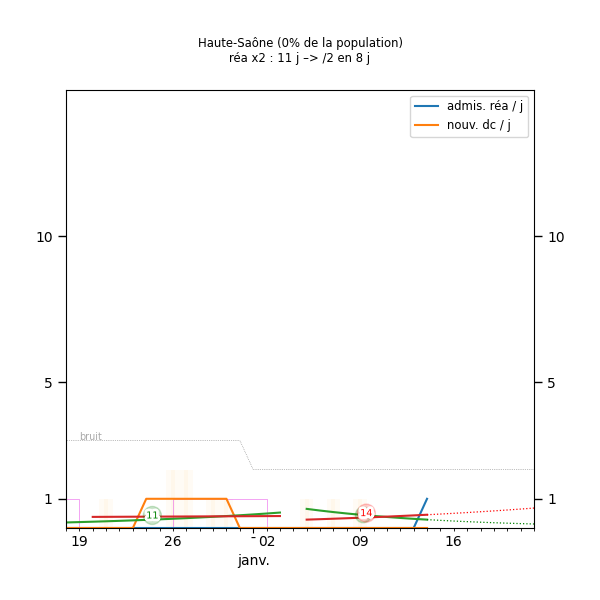 Haute-Saône (0% de la population)
réa x2 : 11 j –> /2 en 8 j
admis. réa / j
nouv. dc / j
10
10
5
5
bruit
1
1
11
14
19
26
02
09
16
janv.